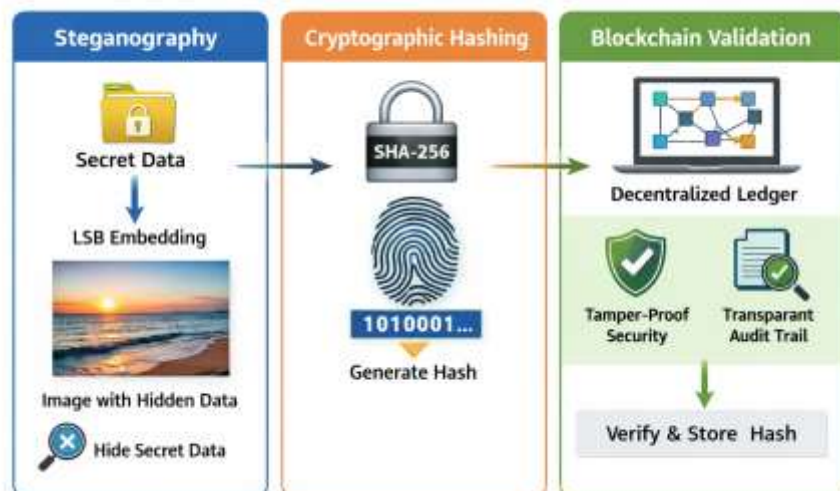 Steganography
Secret Data
LSB Embedding
Image with Hidden Data
Hide Secret Data
Cryptographic Hashing
SHA-256
1010001...
Generate Hash
Blockchain Validation
Decentralized Ledger
Tamper-Proof
Security
Transparant
Audit Trail
Verify & Store Hash